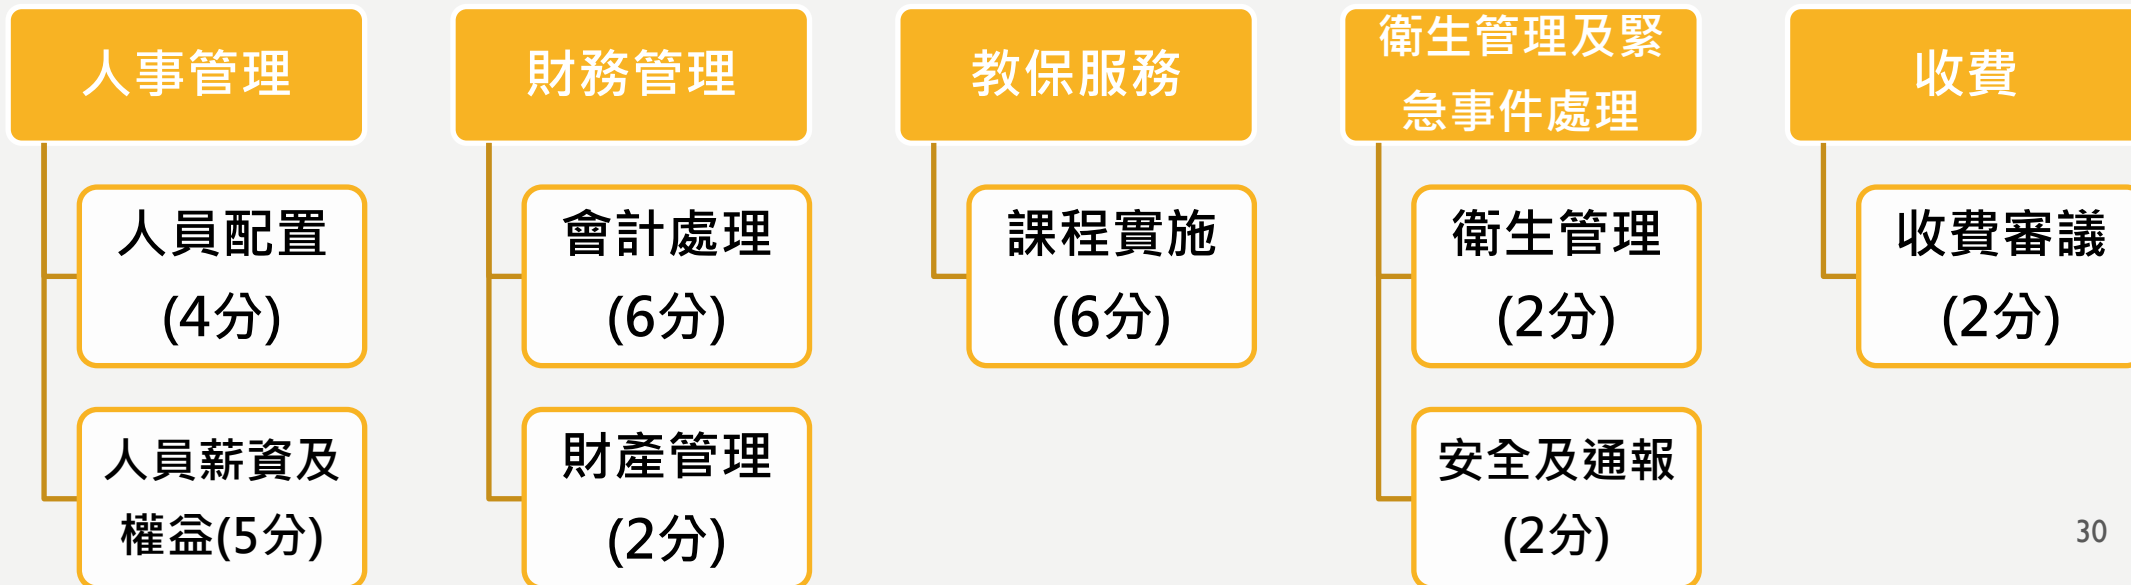 人事管理
人員配置
(4分)
人員薪資及
權益(5分)
財務管理
會計處理
(6分)
財產管理
(2分)
教保服務
課程實施
(6分)
衛生管理及緊
急事件處理
衛生管理
(2分)
安全及通報
(2分)
收費
收費審議
(2分)
30